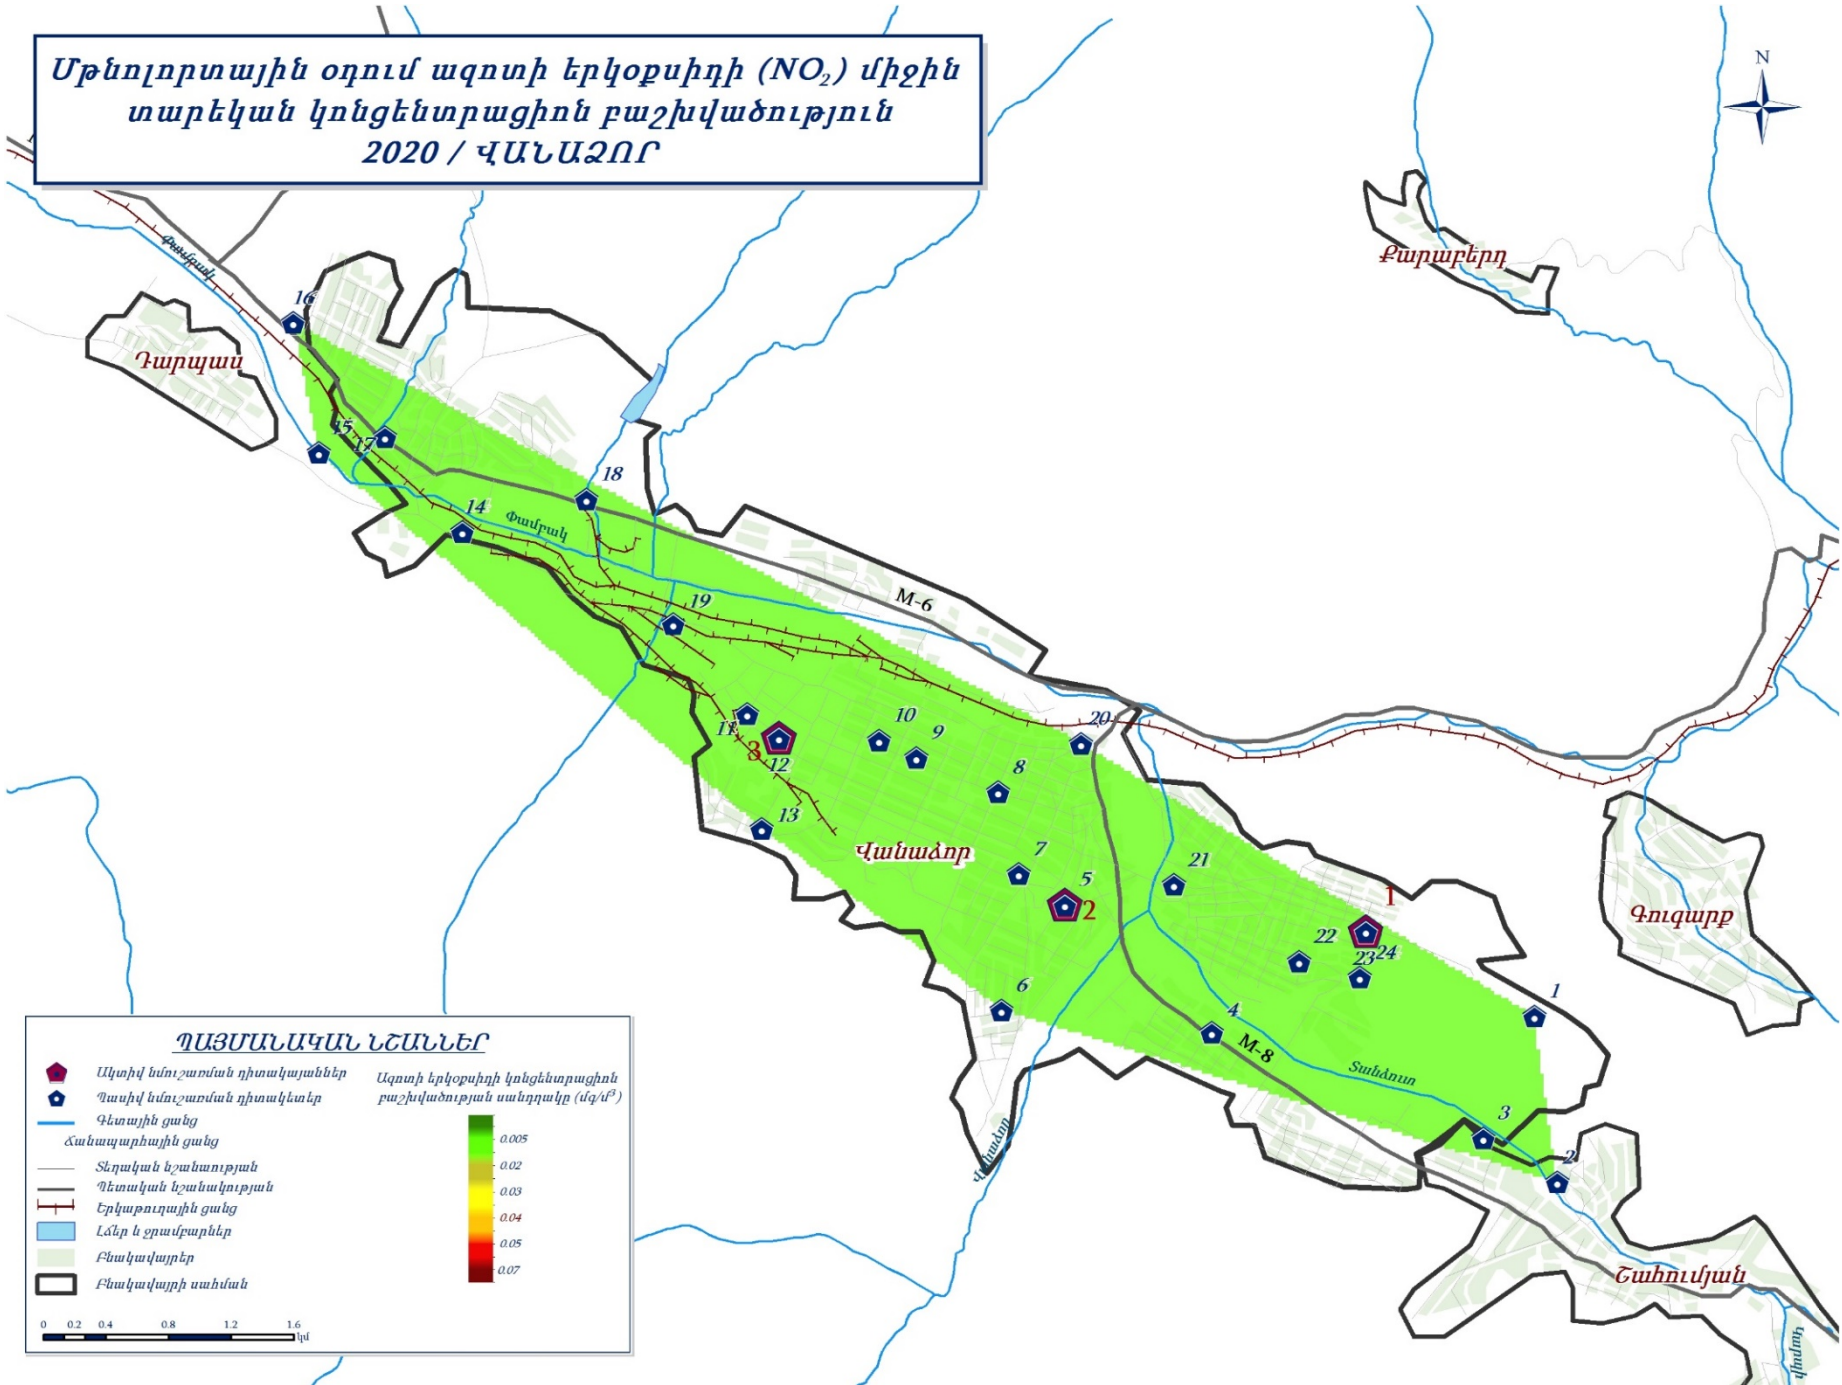 Մթնոլորտային օդում ազոտի երկօքսիդի (NO₂) միջին
տարեկան կոնցենտրացիոն բաշխվածություն
2020 / ՎԱՆԱՁՈՐ
N
Քարաբերդ
Փամբակ
16
Դարպաս
15
17
18
14
Փամբակ
19
M-6
11
3
12
10
9
20
8
13
Վանաձոր
7
5
2
21
1
Գուգարք
22
23
24
6
4
M-8
1
Տանձուտ
3
2
Վանաձոր
Շահումյան
ՊԱՅՄԱՆԱԿԱՆ ՆՇԱՆՆԵՐ
Ակտիվ նմուշառման դիտակայաններ
Պասիվ նմուշառման դիտակետեր
Գետային ցանց
Ճանապարհային ցանց
Տեղական նշանաության
Պետական նշանակության
Երկաթուղային ցանց
Լճեր և ջրամբարներ
Բնակավայրեր
Բնակավայրի սահման
Ազոտի երկօքսիդի կոնցենտրացիոն
բաշխվածության սանդղակը (մգ/մ³)
0.005
0.02
0.03
0.04
0.05
0.07
0 0.2 0.4 0.8 1.2 1.6
կմ